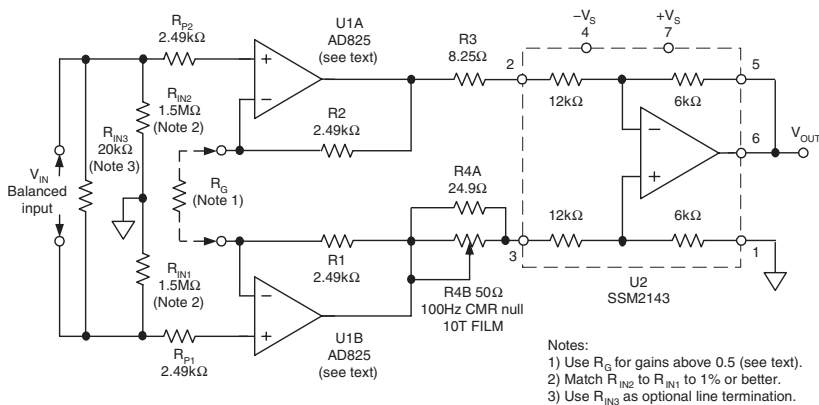 R_P2
2.49kΩ
U1A
AD825
(see text)
R3
8.25Ω
−V_S
4
+V_S
7
2
5
12kΩ
6kΩ
R_IN2
1.5MΩ
(Note 2)
R2
2.49kΩ
R_IN3
20kΩ
(Note 3)
V_IN
Balanced
input
R_G
(Note 1)
R4A
24.9Ω
6
V_OUT
12kΩ
6kΩ
3
1
R_IN1
1.5MΩ
(Note 2)
R1
2.49kΩ
R4B 50Ω
100Hz CMR null
10T FILM
U2
SSM2143
R_P1
2.49kΩ
U1B
AD825
(see text)
+
−
−
+
−
+
Notes:
1) Use R_G for gains above 0.5 (see text).
2) Match R_IN2 to R_IN1 to 1% or better.
3) Use R_IN3 as optional line termination.